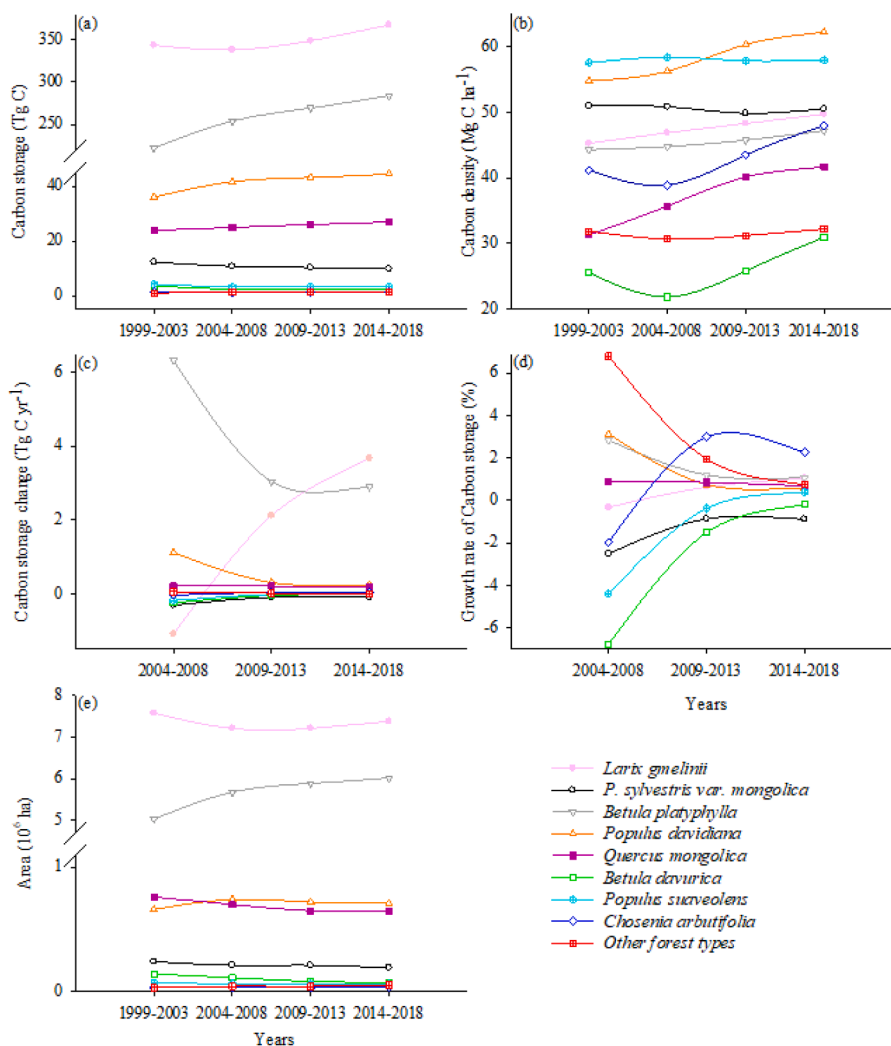 (a)
Carbon storage (Tg C)
350
300
250
40
20
0
1999-2003 2004-2008 2009-2013 2014-2018
(b)
Carbon density (Mg C ha⁻¹)
60
50
40
30
20
1999-2003 2004-2008 2009-2013 2014-2018
(c)
Carbon storage change (Tg C yr⁻¹)
6
4
2
0
2004-2008 2009-2013 2014-2018
(d)
Growth rate of Carbon storage (%)
6
4
2
0
-2
-4
-6
2004-2008 2009-2013 2014-2018
Years
(e)
Area (10⁶ ha)
8
7
6
5
1
0
1999-2003 2004-2008 2009-2013 2014-2018
Years
Larix gmelinii
P. sylvestris var. mongolica
Betula platyphylla
Populus davidiana
Quercus mongolica
Betula davurica
Populus suaveolens
Chosenia arbutifolia
Other forest types